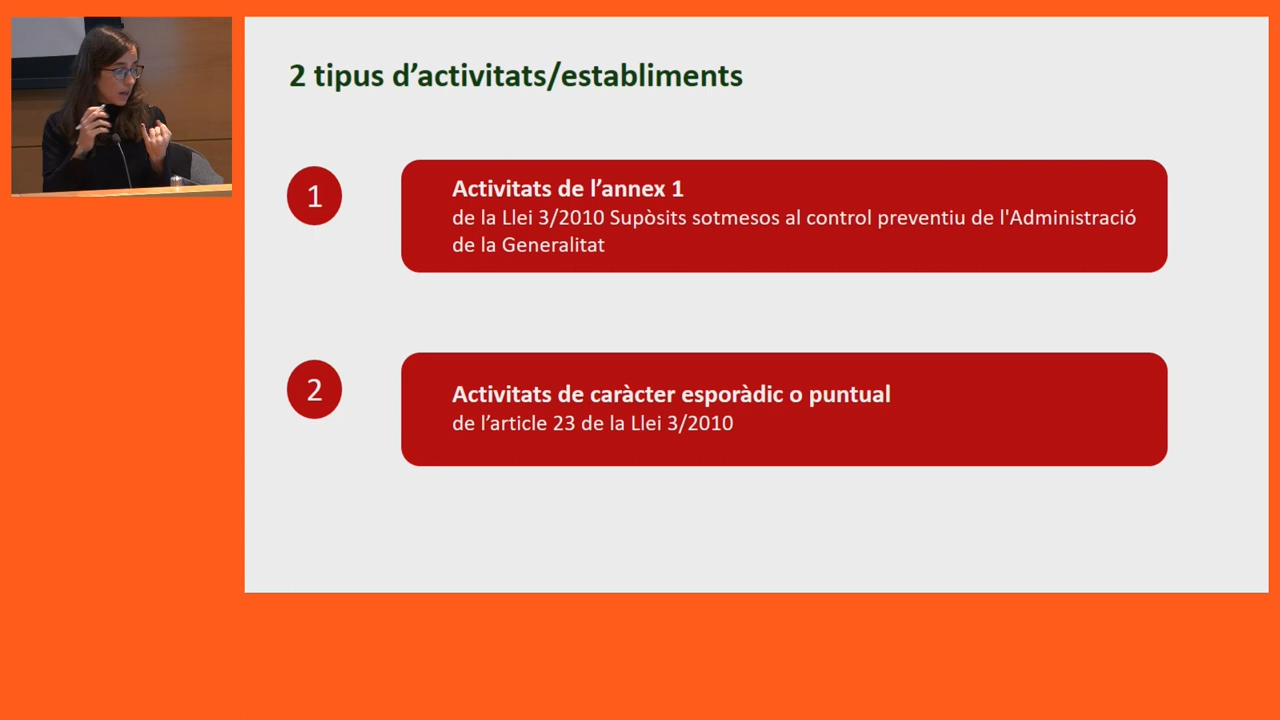 2 tipus d’activitats/establiments
1
Activitats de l’annex 1
de la Llei 3/2010 Supòsits sotmesos al control preventiu de l'Administració
de la Generalitat
2
Activitats de caràcter esporàdic o puntual
de l’article 23 de la Llei 3/2010